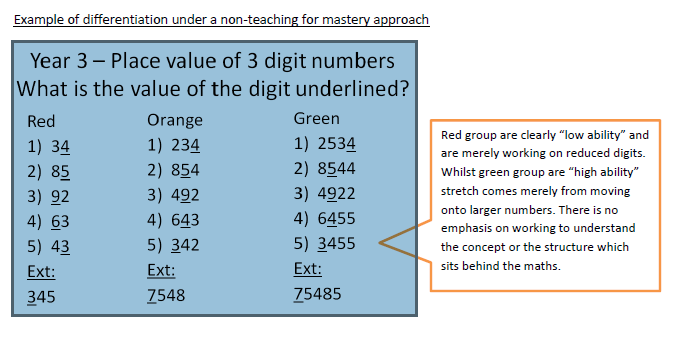 Example of differentiation under a non-teaching for mastery approach
Year 3 – Place value of 3 digit numbers
What is the value of the digit underlined?
Red
1) 34
2) 85
3) 92
4) 63
5) 43
Ext:
345
Orange
1) 234
2) 854
3) 492
4) 643
5) 342
Ext:
7548
Green
1) 2534
2) 8544
3) 4922
4) 6455
5) 3455
Ext:
75485
Red group are clearly “low ability” and
are merely working on reduced digits.
Whilst green group are “high ability”
stretch comes merely from moving
onto larger numbers. There is no
emphasis on working to understand
the concept or the structure which
sits behind the maths.